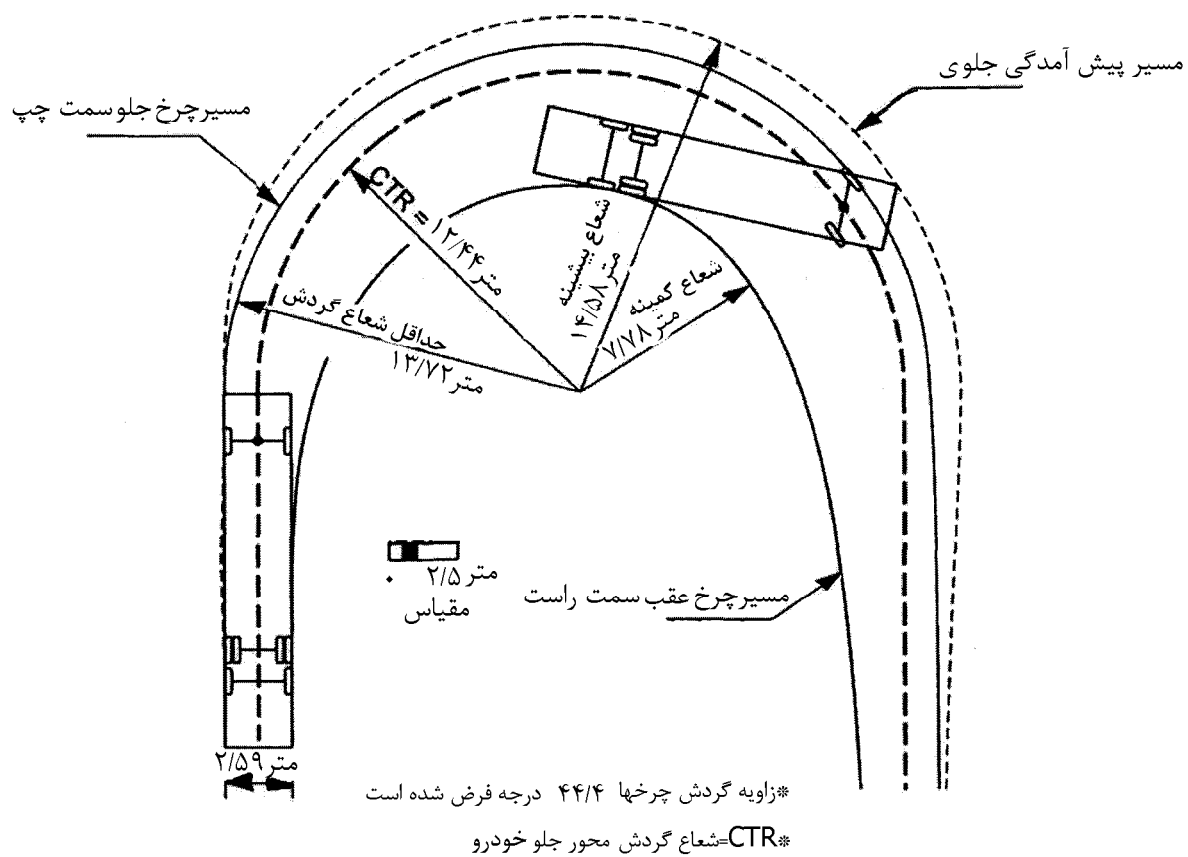 مسیر پیش آمدگی جلوی
مسیرچرخ جلو سمت چپ
CTR = ۱۲/۴۴ متر
شعاع بیشینه
۱۴/۵۸ متر
شعاع کمینه
۷/۷۸ متر
حداقل شعاع گردش
۱۳/۷۲ متر
۲/۵ متر
مقیاس
مسیرچرخ عقب سمت راست
۲/۵۹ متر
*زاویه گردش چرخها ۴۴/۴ درجه فرض شده است
*CTR=شعاع گردش محور جلو خودرو